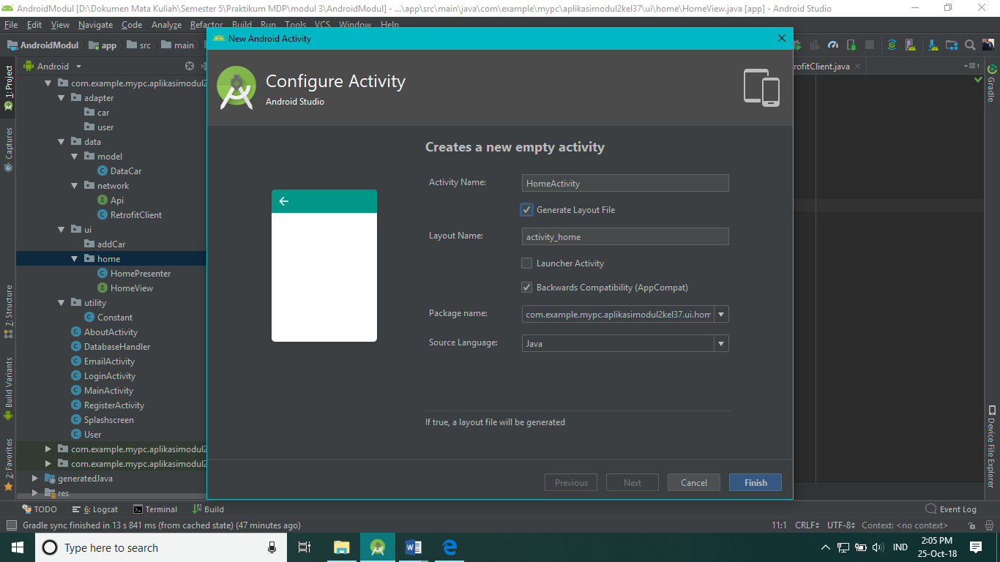 AndroidModul [D:\Dokumen Mata Kuliah\Semester 5\Praktikum MDP\modul 3\AndroidModul] - ...\app\src\main\java\com\example\mypc\aplikasimodul2kel37\ui\home\HomeView.java [app] - Android Studio
File Edit View Navigate Code Analyze Refactor Build Run Tools VCS Window Help
AndroidModul app src main
New Android Activity
Configure Activity
Android Studio
Creates a new empty activity
Activity Name: HomeActivity
Generate Layout File
Layout Name: activity_home
Launcher Activity
Backwards Compatibility (AppCompat)
Package name: com.example.mypc.aplikasimodul2kel37.ui.hom
Source Language: Java
If true, a layout file will be generated
Previous Next Cancel Finish
1: Project
Captures
7: Structure
Build Variants
2: Favorites
Android
com.example.mypc.aplikasimodul2
adapter
car
user
data
model
DataCar
network
Api
RetrofitClient
ui
addCar
home
HomePresenter
HomeView
utility
Constant
AboutActivity
DatabaseHandler
EmailActivity
LoginActivity
MainActivity
RegisterActivity
Splashscreen
User
com.example.mypc.aplikasimodul2
com.example.mypc.aplikasimodul2
generatedJava
res
rofitClient.java
1
Gradle
Device File Explorer
TODO 6: Logcat Terminal Build Event Log
Gradle sync finished in 13 s 841 ms (from cached state) (47 minutes ago) 11:1 CRLF UTF-8 Context: <no context>
Type here to search
IND
2:05 PM
25-Oct-18